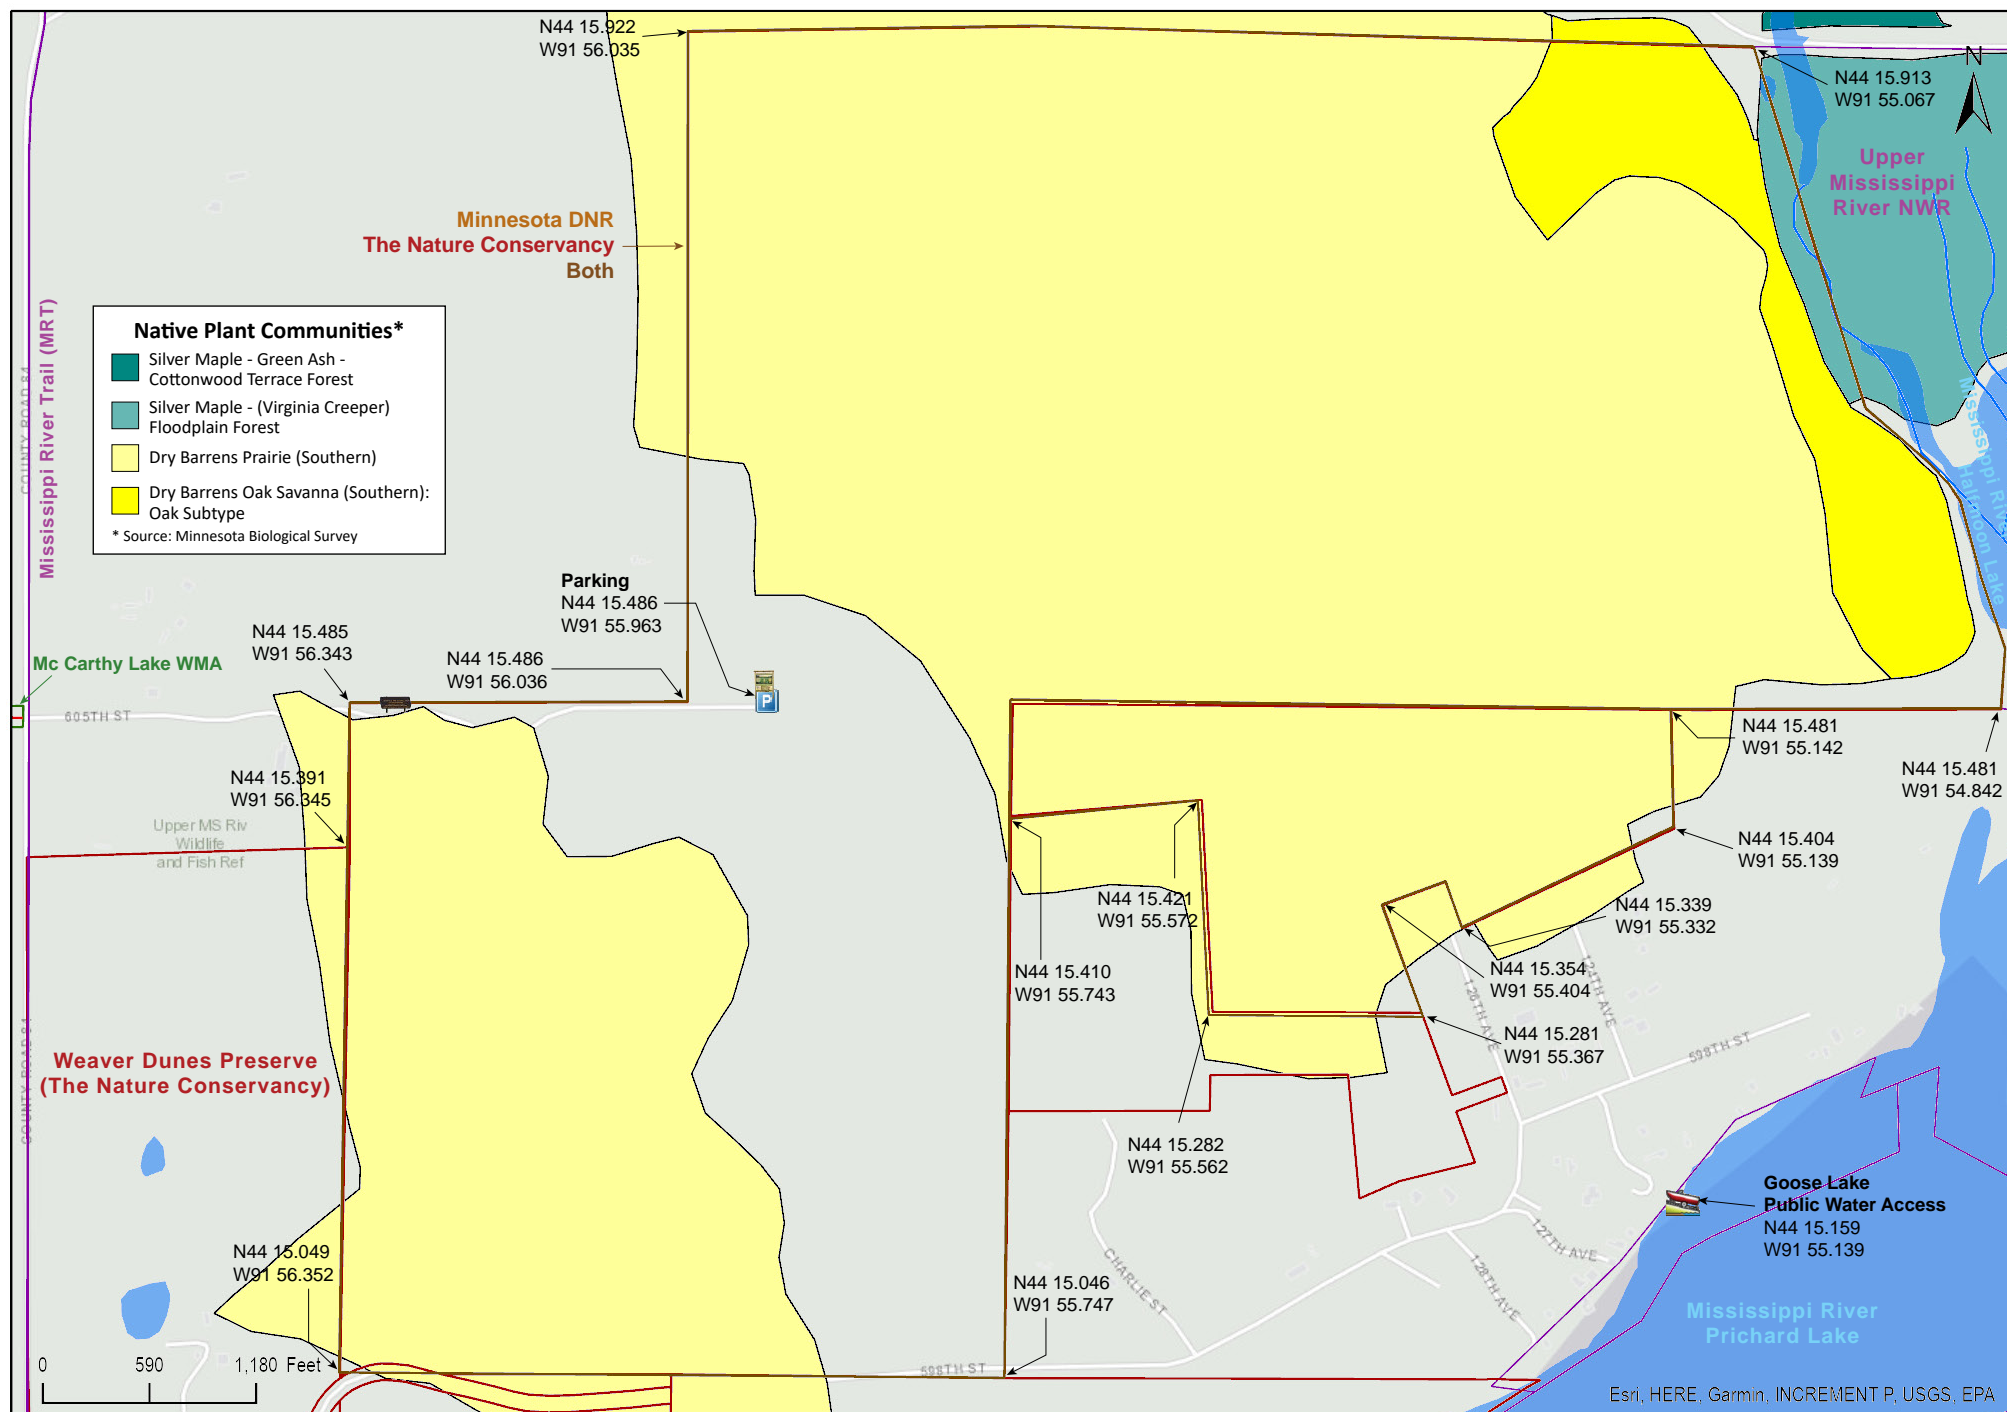 N44 15.922
W91 56.035
N
N44 15.913
W91 55.067
Upper
Mississippi
River NWR
Minnesota DNR
The Nature Conservancy
Both
Mississippi River Trail (MRT)
COUNTY ROAD 84
Native Plant Communities*
Silver Maple - Green Ash -
Cottonwood Terrace Forest
Silver Maple - (Virginia Creeper)
Floodplain Forest
Dry Barrens Prairie (Southern)
Dry Barrens Oak Savanna (Southern):
Oak Subtype
* Source: Minnesota Biological Survey
Mississippi River
Halfmoon Lake
Parking
N44 15.486
W91 55.963
N44 15.485
W91 56.343
N44 15.486
W91 56.036
Mc Carthy Lake WMA
605TH ST
P
N44 15.481
W91 55.142
N44 15.481
W91 54.842
N44 15.391
W91 56.345
Upper MS Riv
Wildlife
and Fish Ref
N44 15.404
W91 55.139
N44 15.421
W91 55.572
N44 15.339
W91 55.332
N44 15.410
W91 55.743
N44 15.354
W91 55.404
126TH AVE
124TH AVE
N44 15.281
W91 55.367
598TH ST
COUNTY ROAD 84
Weaver Dunes Preserve
(The Nature Conservancy)
N44 15.282
W91 55.562
Goose Lake
Public Water Access
N44 15.159
W91 55.139
127TH AVE
128TH AVE
CHARLIE ST
N44 15.049
W91 56.352
N44 15.046
W91 55.747
Mississippi River
Prichard Lake
0 590 1,180 Feet
598TH ST
Esri, HERE, Garmin, INCREMENT P, USGS, EPA